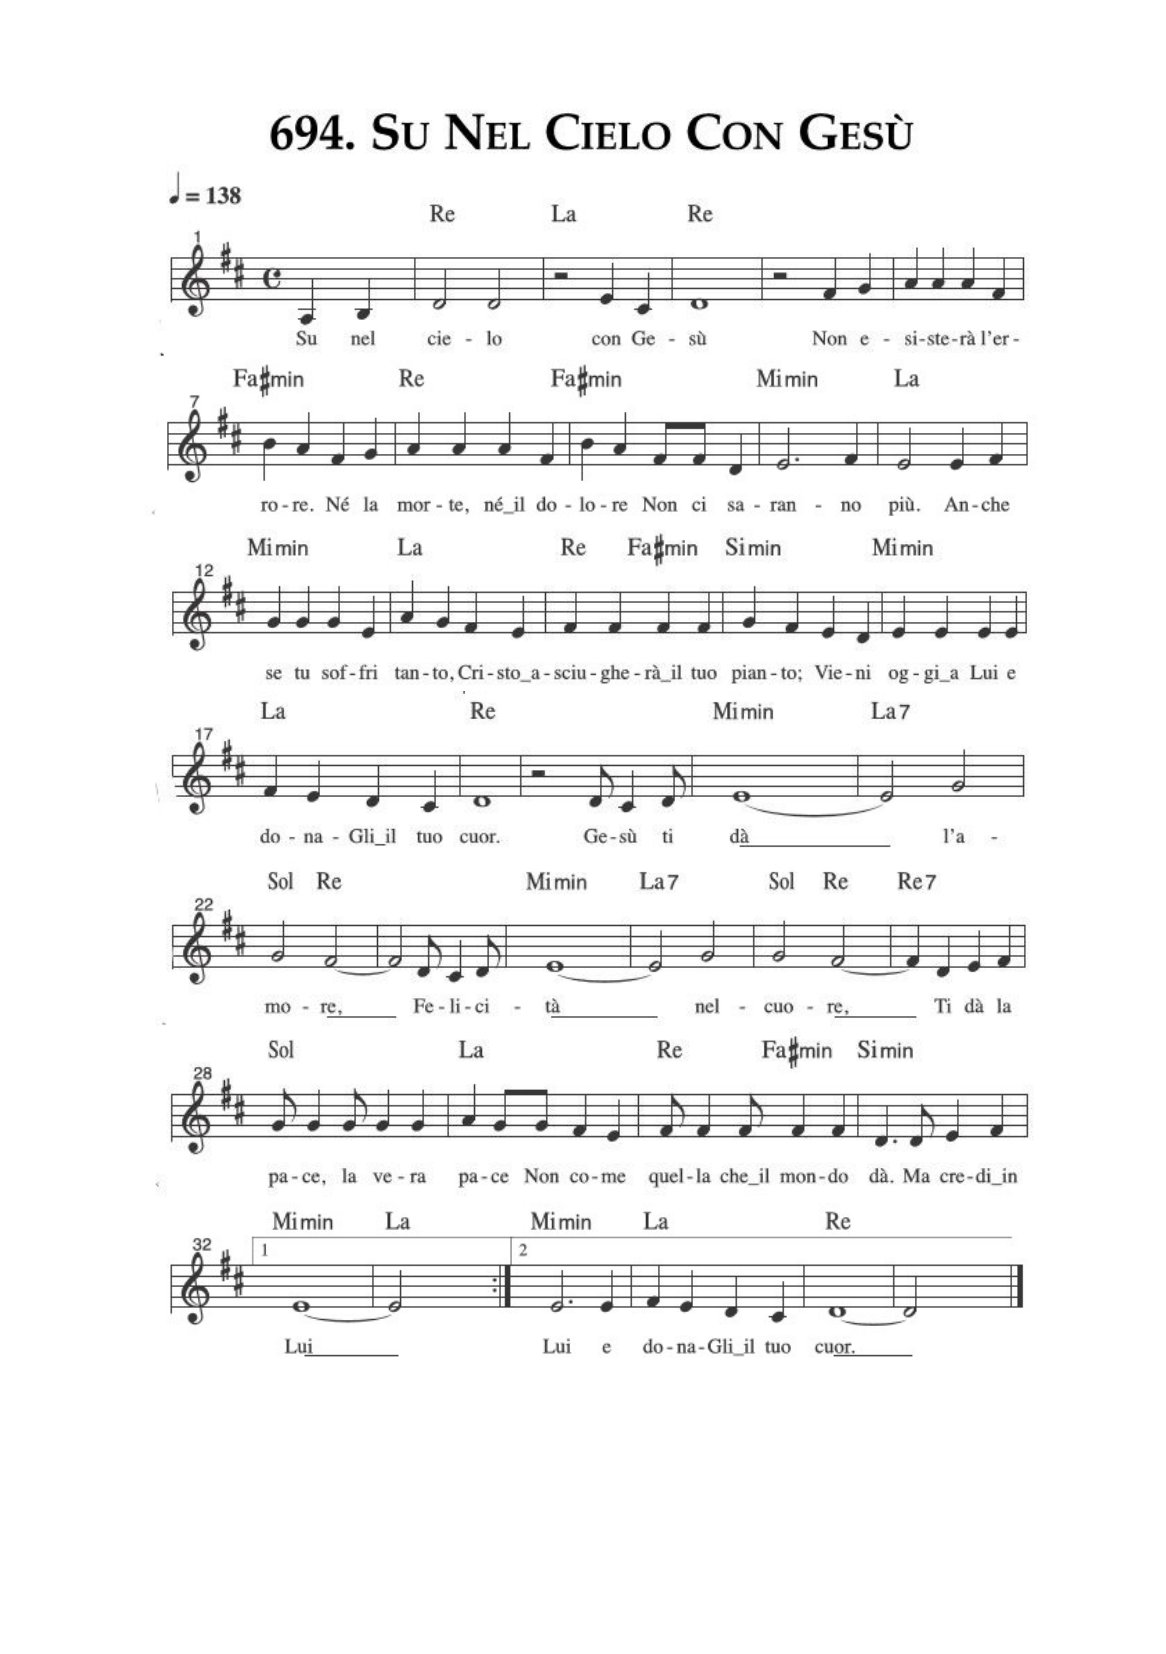 694. Su Nel Cielo Con Gesù
= 138
Re La Re
1
Su nel cie - lo con Ge - sù Non e - si-ste-rà l'er-
Fa♯min Re Fa♯min Mimin La
7
ro-re. Né la mor-te, né_il do-lo-re Non ci sa-ran - no più. An-che
Mimin La Re Fa♯min Simin Mimin
12
se tu sof-fri tan-to, Cri-sto_a-sciu-ghe-rà_il tuo pian-to; Vie-ni og-gi_a Lui e
La Re Mimin La7
17
do - na - Gli_il tuo cuor. Ge-sù ti dà l'a -
Sol Re Mimin La7 Sol Re Re7
22
mo - re, Fe-li-ci - tà nel - cuo - re, Ti dà la
Sol La Re Fa♯min Simin
28
pa-ce, la ve-ra pa-ce Non co-me quel-la che_il mon-do dà. Ma cre-di_in
Mimin La Mimin La Re
32 1 2
Lui Lui e do-na-Gli_il tuo cuor.